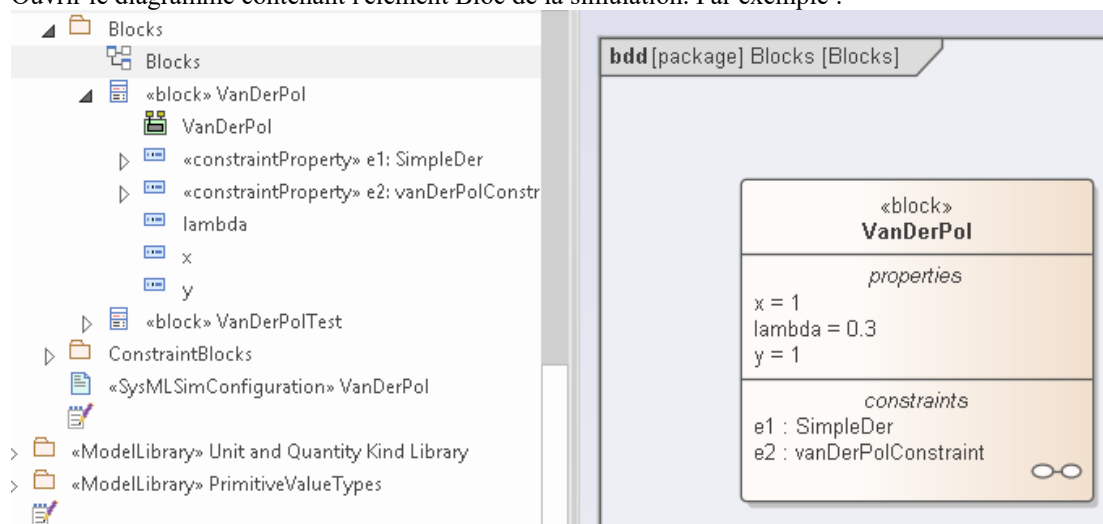 Ouvrir le diagramme contenant l'élément Bloc de la simulation. Par exemple :
Blocks
Blocks
«block» VanDerPol
VanDerPol
«constraintProperty» e1: SimpleDer
«constraintProperty» e2: vanDerPolConstr
lambda
x
y
«block» VanDerPolTest
ConstraintBlocks
«SysMLSimConfiguration» VanDerPol
«ModelLibrary» Unit and Quantity Kind Library
«ModelLibrary» PrimitiveValueTypes
bdd [package] Blocks [Blocks]
«block»
VanDerPol
properties
x = 1
lambda = 0.3
y = 1
constraints
e1 : SimpleDer
e2 : vanDerPolConstraint